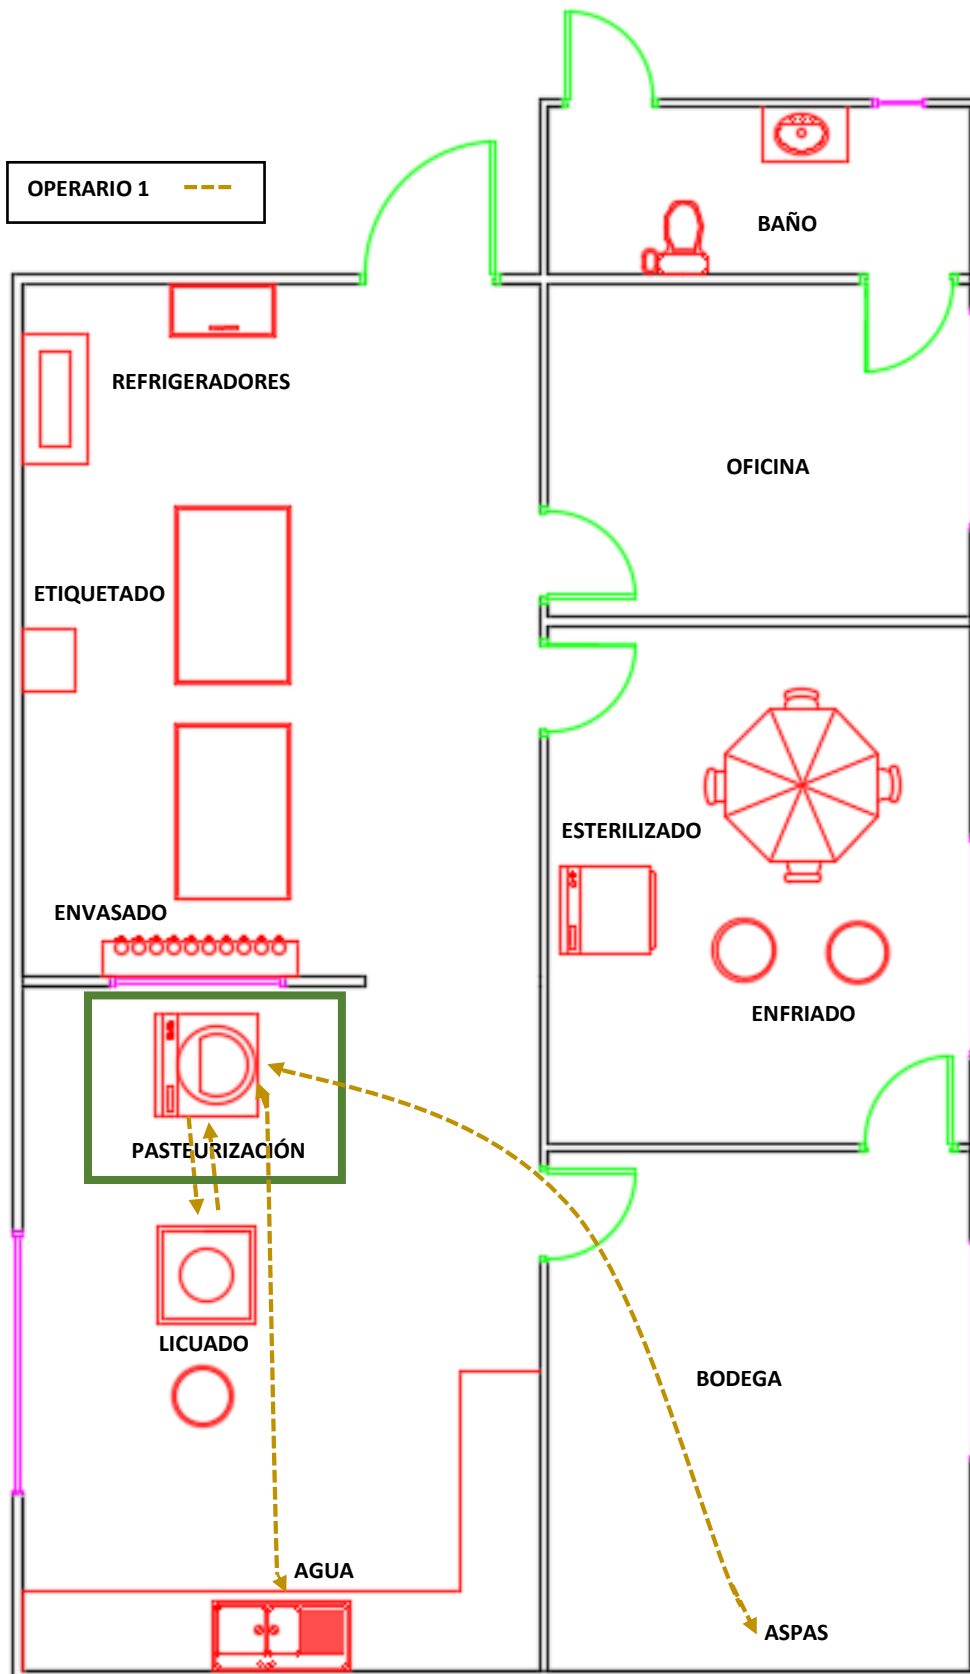 OPERARIO 1
BAÑO
REFRIGERADORES
OFICINA
ETIQUETADO
ESTERILIZADO
ENVASADO
ENFRIADO
PASTEURIZACIÓN
LICUADO
BODEGA
AGUA
ASPAS